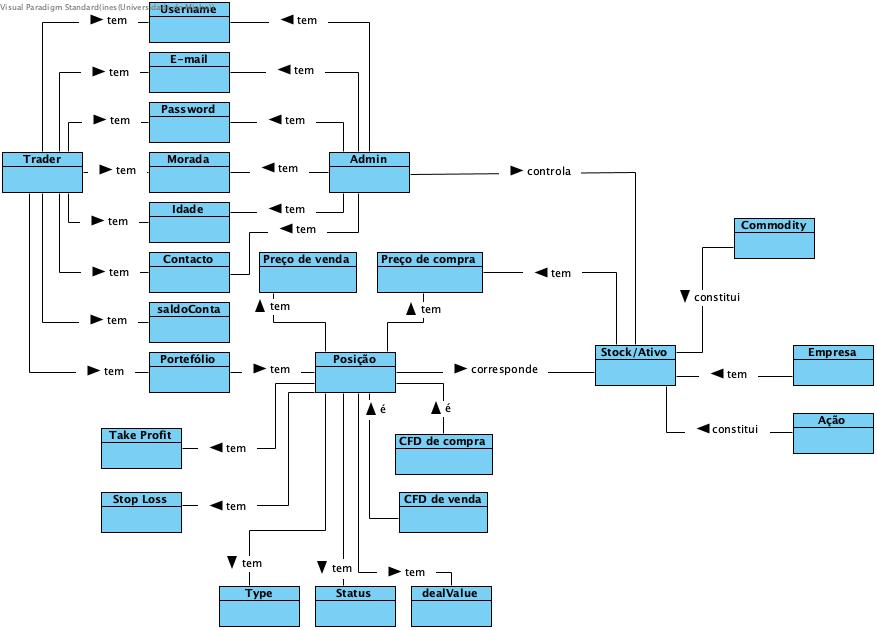 Visual Paradigm Standard(ines(Universi
Username
tem
tem
E-mail
tem
tem
Password
tem
tem
Trader
Morada
Admin
tem
tem
controla
Idade
tem
tem
tem
Commodity
Contacto
Preço de venda
Preço de compra
tem
tem
constitui
saldoConta
tem
tem
tem
Portefólio
Posição
Stock/Ativo
Empresa
tem
tem
corresponde
tem
é
é
Ação
Take Profit
CFD de compra
constitui
tem
Stop Loss
CFD de venda
tem
tem
tem
tem
Type
Status
dealValue